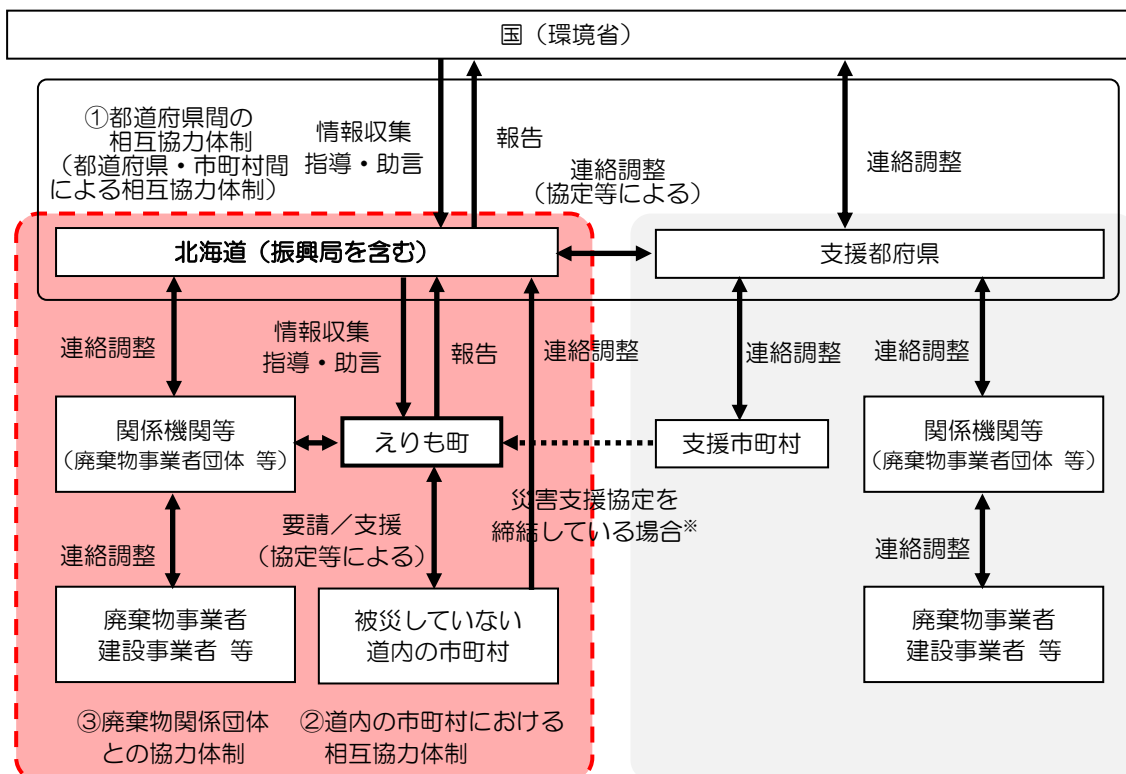 国（環境省）
①都道府県間の
相互協力体制
（都道府県・市町村間
による相互協力体制）
情報収集
指導・助言
報告
連絡調整
（協定等による）
連絡調整
北海道（振興局を含む）
支援都府県
連絡調整
情報収集
指導・助言
報告
連絡調整
連絡調整
連絡調整
関係機関等
（廃棄物事業者団体 等）
えりも町
支援市町村
関係機関等
（廃棄物事業者団体 等）
災害支援協定を
締結している場合※
連絡調整
要請／支援
（協定等による）
連絡調整
廃棄物事業者
建設事業者 等
被災していない
道内の市町村
廃棄物事業者
建設事業者 等
③廃棄物関係団体
との協力体制
②道内の市町村における
相互協力体制